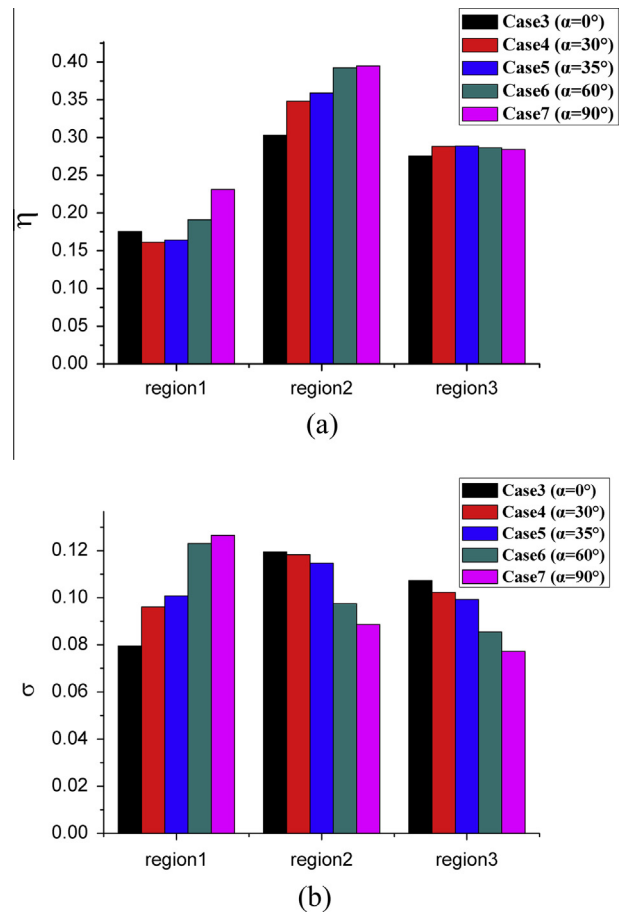 Case3 (α=0°)
Case4 (α=30°)
Case5 (α=35°)
Case6 (α=60°)
Case7 (α=90°)
0.40
0.35
0.30
0.25
0.20
0.15
0.10
0.05
0.00
η̅
region1 region2 region3
(a)
Case3 (α=0°)
Case4 (α=30°)
Case5 (α=35°)
Case6 (α=60°)
Case7 (α=90°)
0.12
0.10
0.08
0.06
0.04
0.02
0.00
σ
region1 region2 region3
(b)